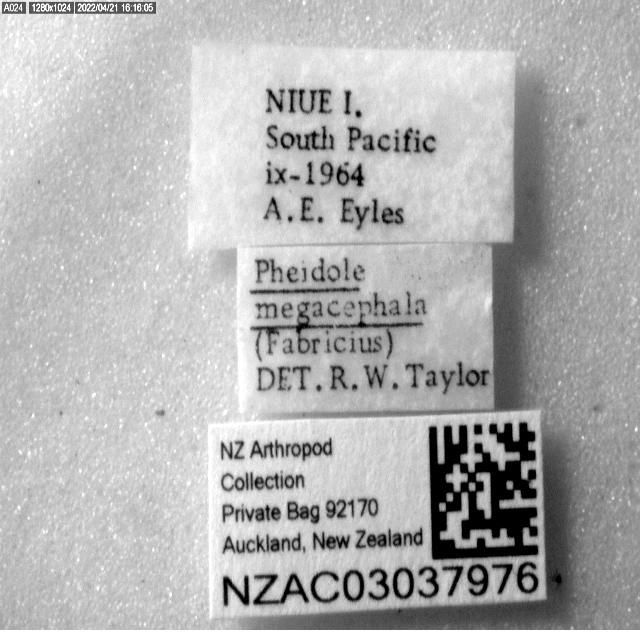 A024 1280x1024 2022/04/21 16:16:05
NIUE I.
South Pacific
ix-1964
A.E. Eyles
Pheidole
megacephala
(Fabricius)
DET. R. W. Taylor
NZ Arthropod
Collection
Private Bag 92170
Auckland, New Zealand
NZAC03037976